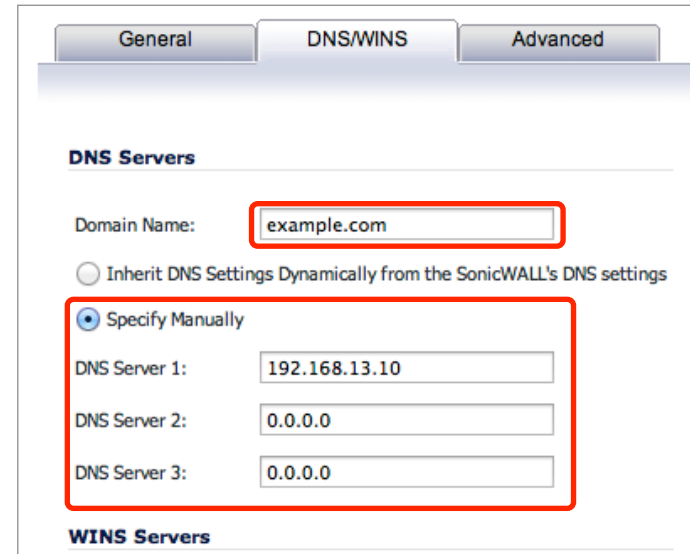 General DNS/WINS Advanced
DNS Servers
Domain Name: example.com
Inherit DNS Settings Dynamically from the SonicWALL's DNS settings
Specify Manually
DNS Server 1: 192.168.13.10
DNS Server 2: 0.0.0.0
DNS Server 3: 0.0.0.0
WINS Servers